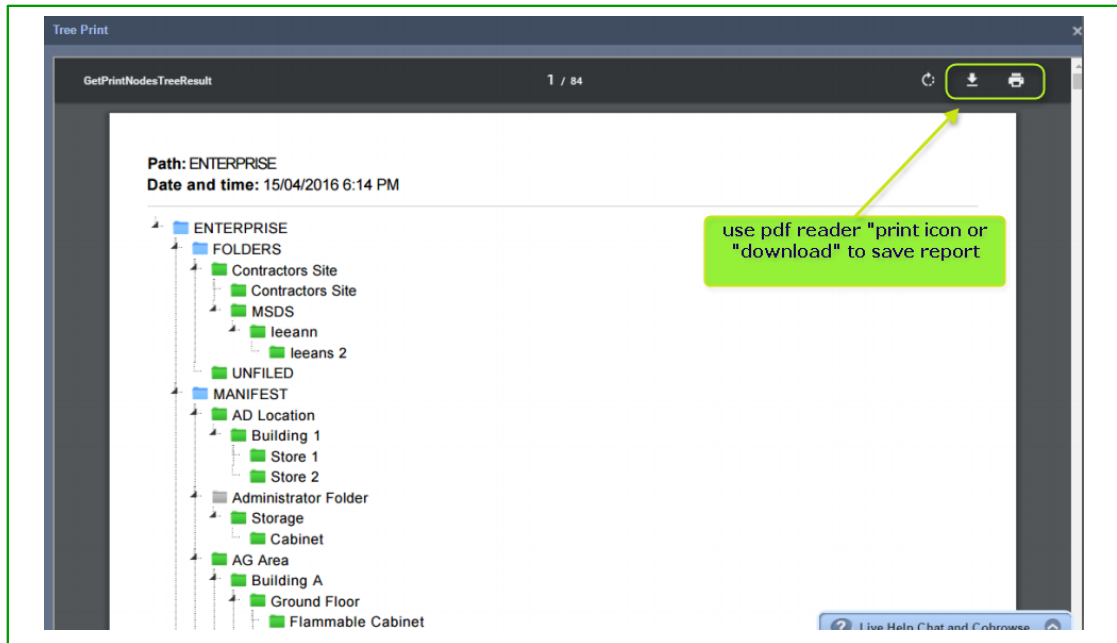 Tree Print
GetPrintNodesTreeResult
1 / 84
Path: ENTERPRISE
Date and time: 15/04/2016 6:14 PM
use pdf reader "print icon or
"download" to save report
ENTERPRISE
FOLDERS
Contractors Site
Contractors Site
MSDS
leeann
leeans 2
UNFILED
MANIFEST
AD Location
Building 1
Store 1
Store 2
Administrator Folder
Storage
Cabinet
AG Area
Building A
Ground Floor
Flammable Cabinet
Live Help Chat and Cobrowse